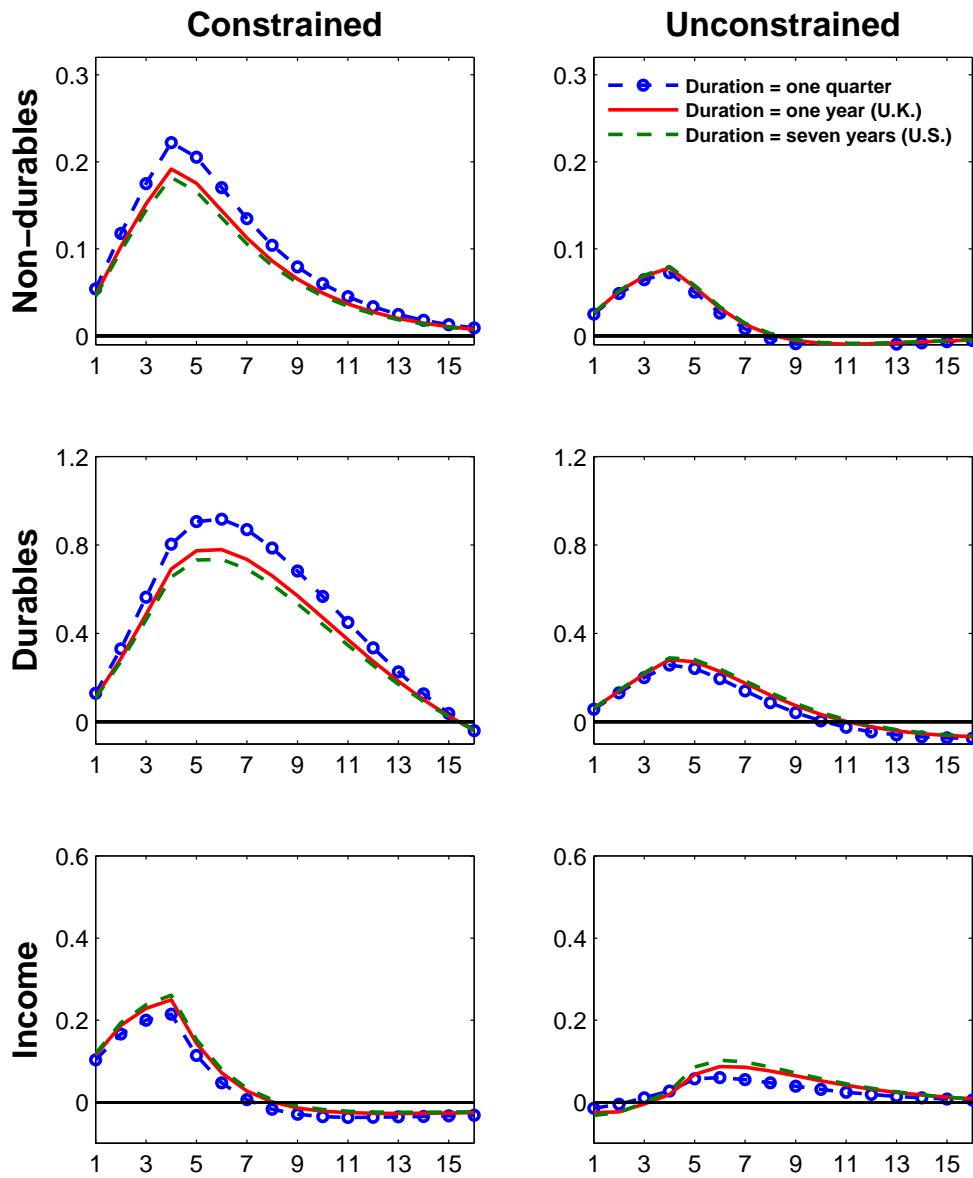 Constrained
Unconstrained
Non-durables
0.3
0.2
0.1
0
1 3 5 7 9 11 13 15
0.3
0.2
0.1
0
1 3 5 7 9 11 13 15
Duration = one quarter
Duration = one year (U.K.)
Duration = seven years (U.S.)
Durables
1.2
0.8
0.4
0
1 3 5 7 9 11 13 15
1.2
0.8
0.4
0
1 3 5 7 9 11 13 15
Income
0.6
0.4
0.2
0
1 3 5 7 9 11 13 15
0.6
0.4
0.2
0
1 3 5 7 9 11 13 15